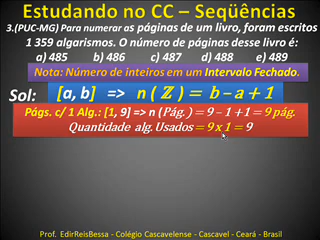 Estudando no CC – Seqüências
3.(PUC-MG) Para numerar as páginas de um livro, foram escritos
1 359 algarismos. O número de páginas desse livro é:
a) 485 b) 486 c) 487 d) 488 e) 489
Nota: Número de inteiros em um Intervalo Fechado.
Sol: [a, b] => n ( ℤ ) = b – a + 1
Págs. c/ 1 Alg.: [1, 9] => n (Pág.) = 9 – 1 + 1 = 9 pág.
Quantidade alg. Usados = 9 x 1 = 9
Prof. EdirReisBessa - Colégio Cascavelense - Cascavel - Ceará - Brasil